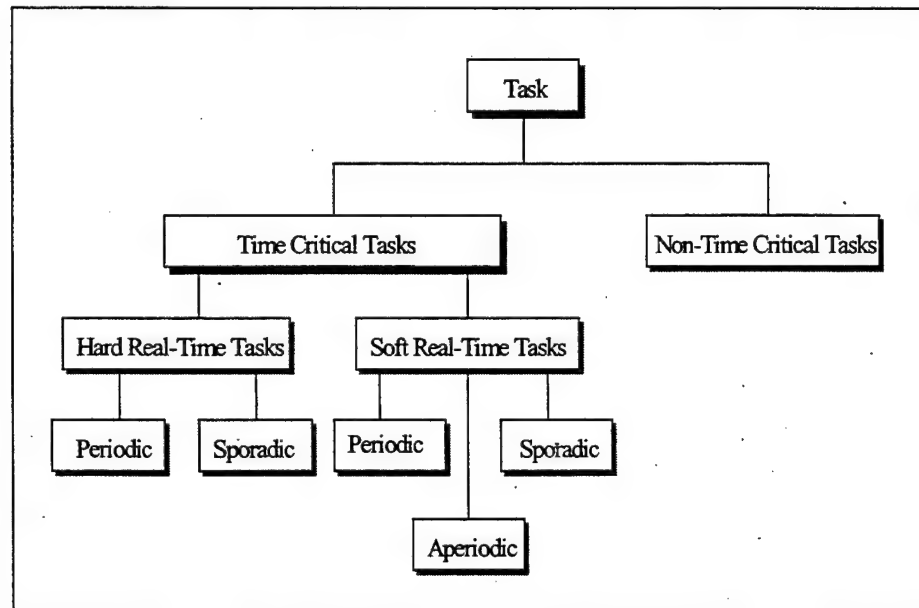 Task
Time Critical Tasks
Non-Time Critical Tasks
Hard Real-Time Tasks
Soft Real-Time Tasks
Periodic
Sporadic
Periodic
Sporadic
Aperiodic